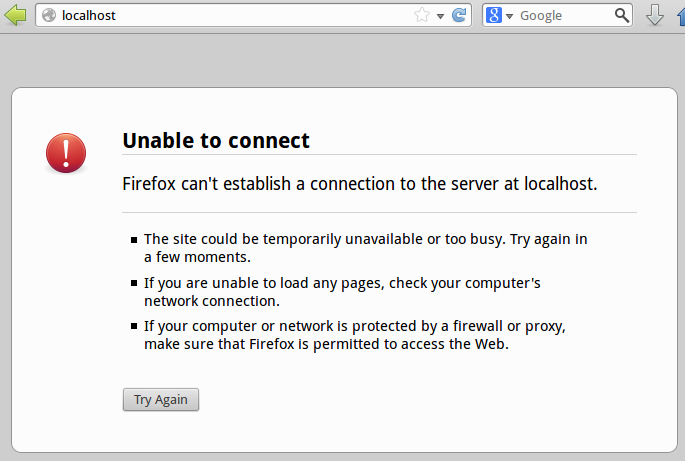 localhost
8 Google
Unable to connect
Firefox can't establish a connection to the server at localhost.
The site could be temporarily unavailable or too busy. Try again in
a few moments.
If you are unable to load any pages, check your computer's
network connection.
If your computer or network is protected by a firewall or proxy,
make sure that Firefox is permitted to access the Web.
Try Again